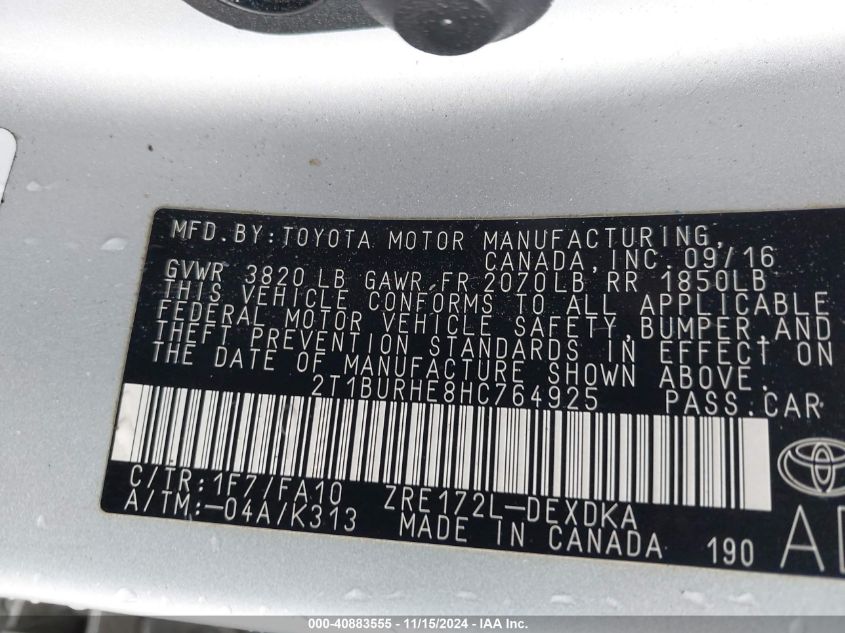 MFD. BY: TOYOTA MOTOR MANUFACTURING,
CANADA, INC. 09/16
GVWR 3820 LB GAWR FR 2070LB RR 1850LB
THIS VEHICLE CONFORMS TO ALL APPLICABLE
FEDERAL MOTOR VEHICLE SAFETY, BUMPER, AND
THEFT PREVENTION STANDARDS IN EFFECT ON
THE DATE OF MANUFACTURE SHOWN ABOVE.
2T1BURHE8HC764925 PASS.CAR
C/TR: 1F7/FA10 ZRE172L-DEXDKA
A/TM: -04A/K313 MADE IN CANADA 190
000-40883555 - 11/15/2024 - IAA Inc.